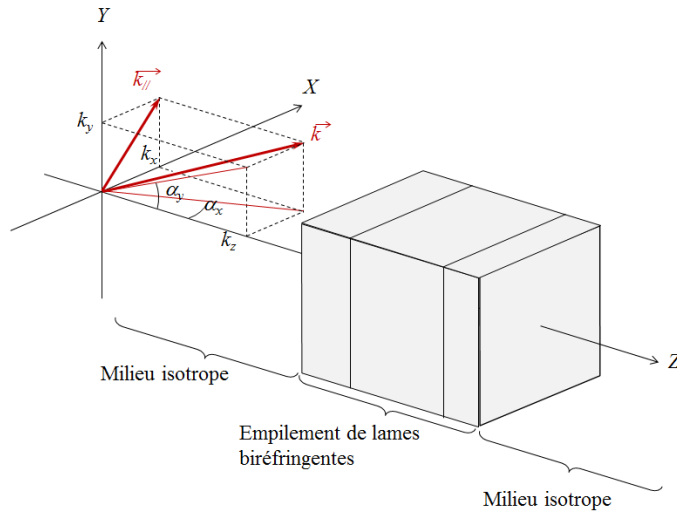 Y
k//
X
ky
k
kx
αy
αx
kz
Z
Milieu isotrope
Empilement de lames
biréfringentes
Milieu isotrope